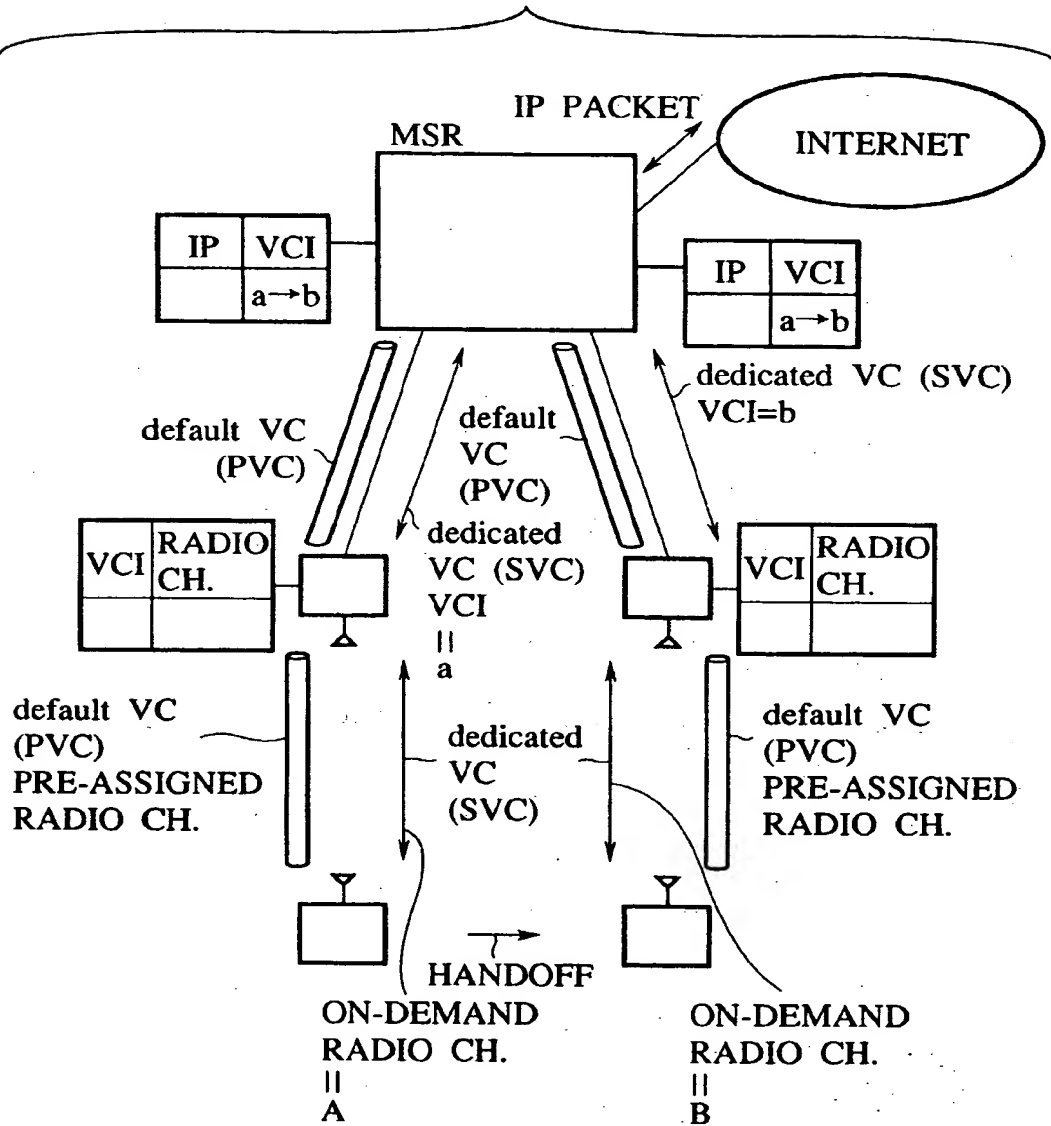 IP PACKET
INTERNET
MSR
IP VCI
a→b
IP VCI
a→b
dedicated VC (SVC)
VCI=b
default VC
(PVC)
default
VC
(PVC)
dedicated
VC (SVC)
VCI
=
a
VCI RADIO
CH.
VCI RADIO
CH.
default VC
(PVC)
PRE-ASSIGNED
RADIO CH.
dedicated
VC
(SVC)
default VC
(PVC)
PRE-ASSIGNED
RADIO CH.
HANDOFF
ON-DEMAND
RADIO CH.
=
A
ON-DEMAND
RADIO CH.
=
B